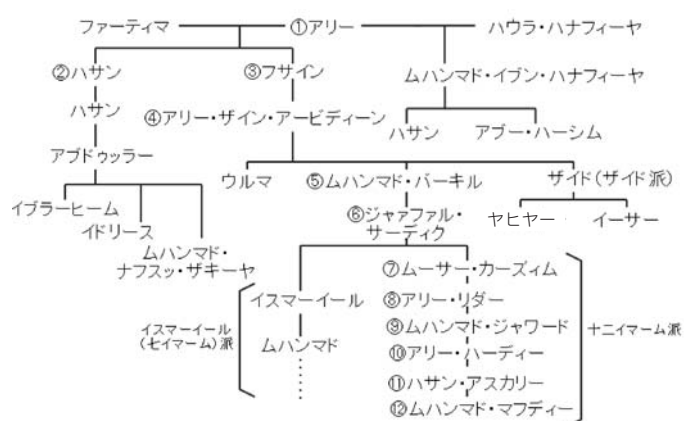 ファーティマ ①アリー ハウラ・ハナフィーヤ
②ハサン ③フサイン ムハンマド・イブン・ハナフィーヤ
ハサン ④アリー・ザイン・アービディーン ハサン アブー・ハーシム
アブドゥッラー
ウルマ ⑤ムハンマド・バーキル ザイド(ザイド派)
イブラーヒーム
イドリース
ムハンマド・
ナフスッ・ザキーヤ
⑥ジャァファル・
サーディク
ヤヒヤー イーサー
イスマーイール
(七イマーム)派
イスマーイール
ムハンマド
⑦ムーサー・カーズィム
⑧アリー・リダー
⑨ムハンマド・ジャワード
⑩アリー・ハーディー
⑪ハサン・アスカリー
⑫ムハンマド・マフディー
十二イマーム派